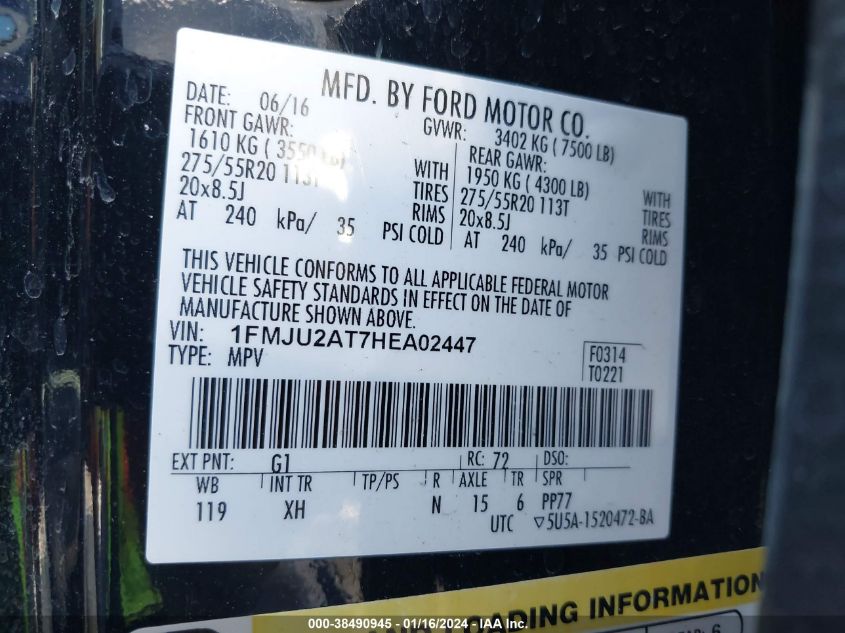 MFD. BY FORD MOTOR CO.
DATE: 06/16 GVWR: 3402 KG ( 7500 LB)
FRONT GAWR: REAR GAWR:
1610 KG ( 3550 LB) WITH 1950 KG ( 4300 LB) WITH
275/55R20 113T TIRES 275/55R20 113T TIRES
20x8.5J RIMS 20x8.5J RIMS
AT 240 kPa/ 35 PSI COLD AT 240 kPa/ 35 PSI COLD
THIS VEHICLE CONFORMS TO ALL APPLICABLE FEDERAL MOTOR
VEHICLE SAFETY STANDARDS IN EFFECT ON THE DATE OF
MANUFACTURE SHOWN ABOVE.
VIN: 1FMJU2AT7HEA02447
TYPE: MPV F0314
T0221
EXT PNT: G1 RC: 72 DSO:
WB INT TR TP/PS R AXLE TR SPR
119 XH N 15 6 PP77
UTC ▽5U5A-1520472-BA
AND LOADING INFORMATION
000-38490945 - 01/16/2024 - IAA Inc.